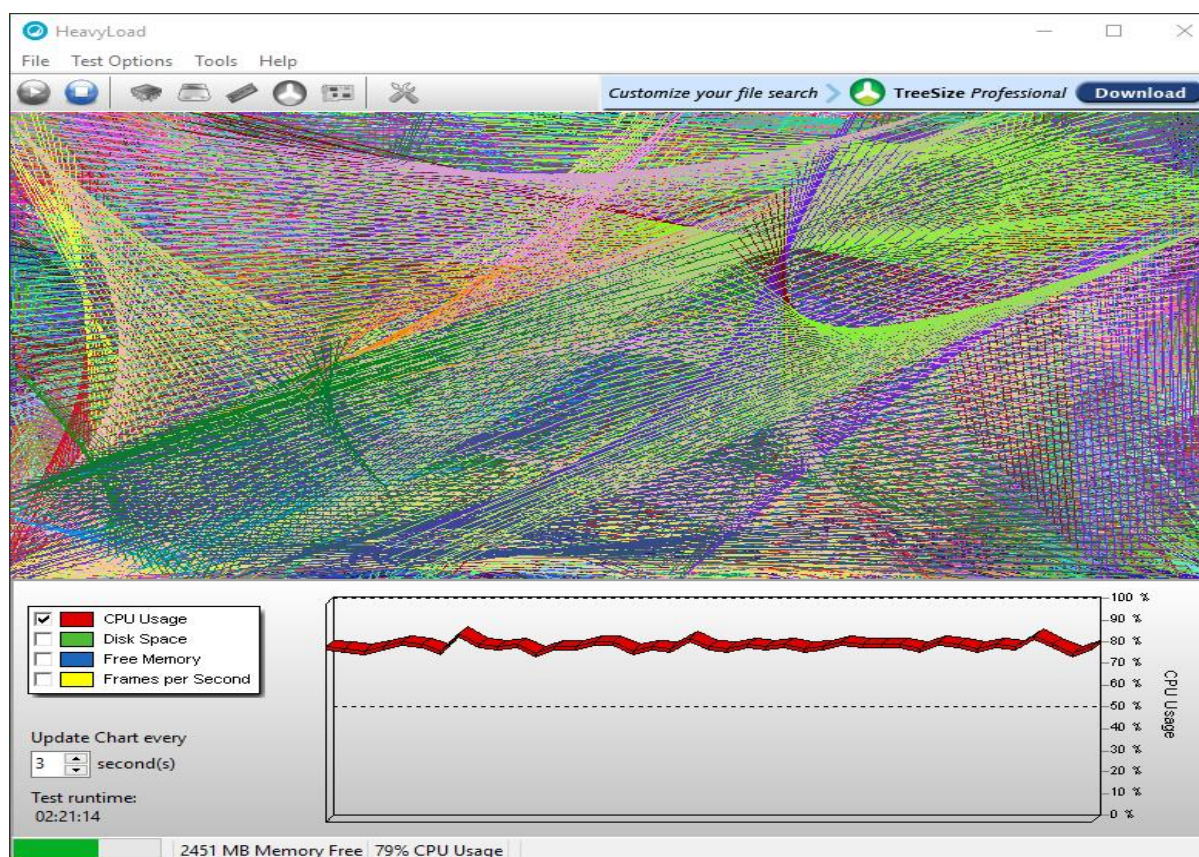 HeavyLoad
File Test Options Tools Help
Customize your file search TreeSize Professional Download
CPU Usage
Disk Space
Free Memory
Frames per Second
Update Chart every
3 second(s)
Test runtime:
02:21:14
100 %
90 %
80 %
70 %
60 %
50 %
40 %
30 %
20 %
10 %
0 %
CPU Usage
2451 MB Memory Free 79% CPU Usage